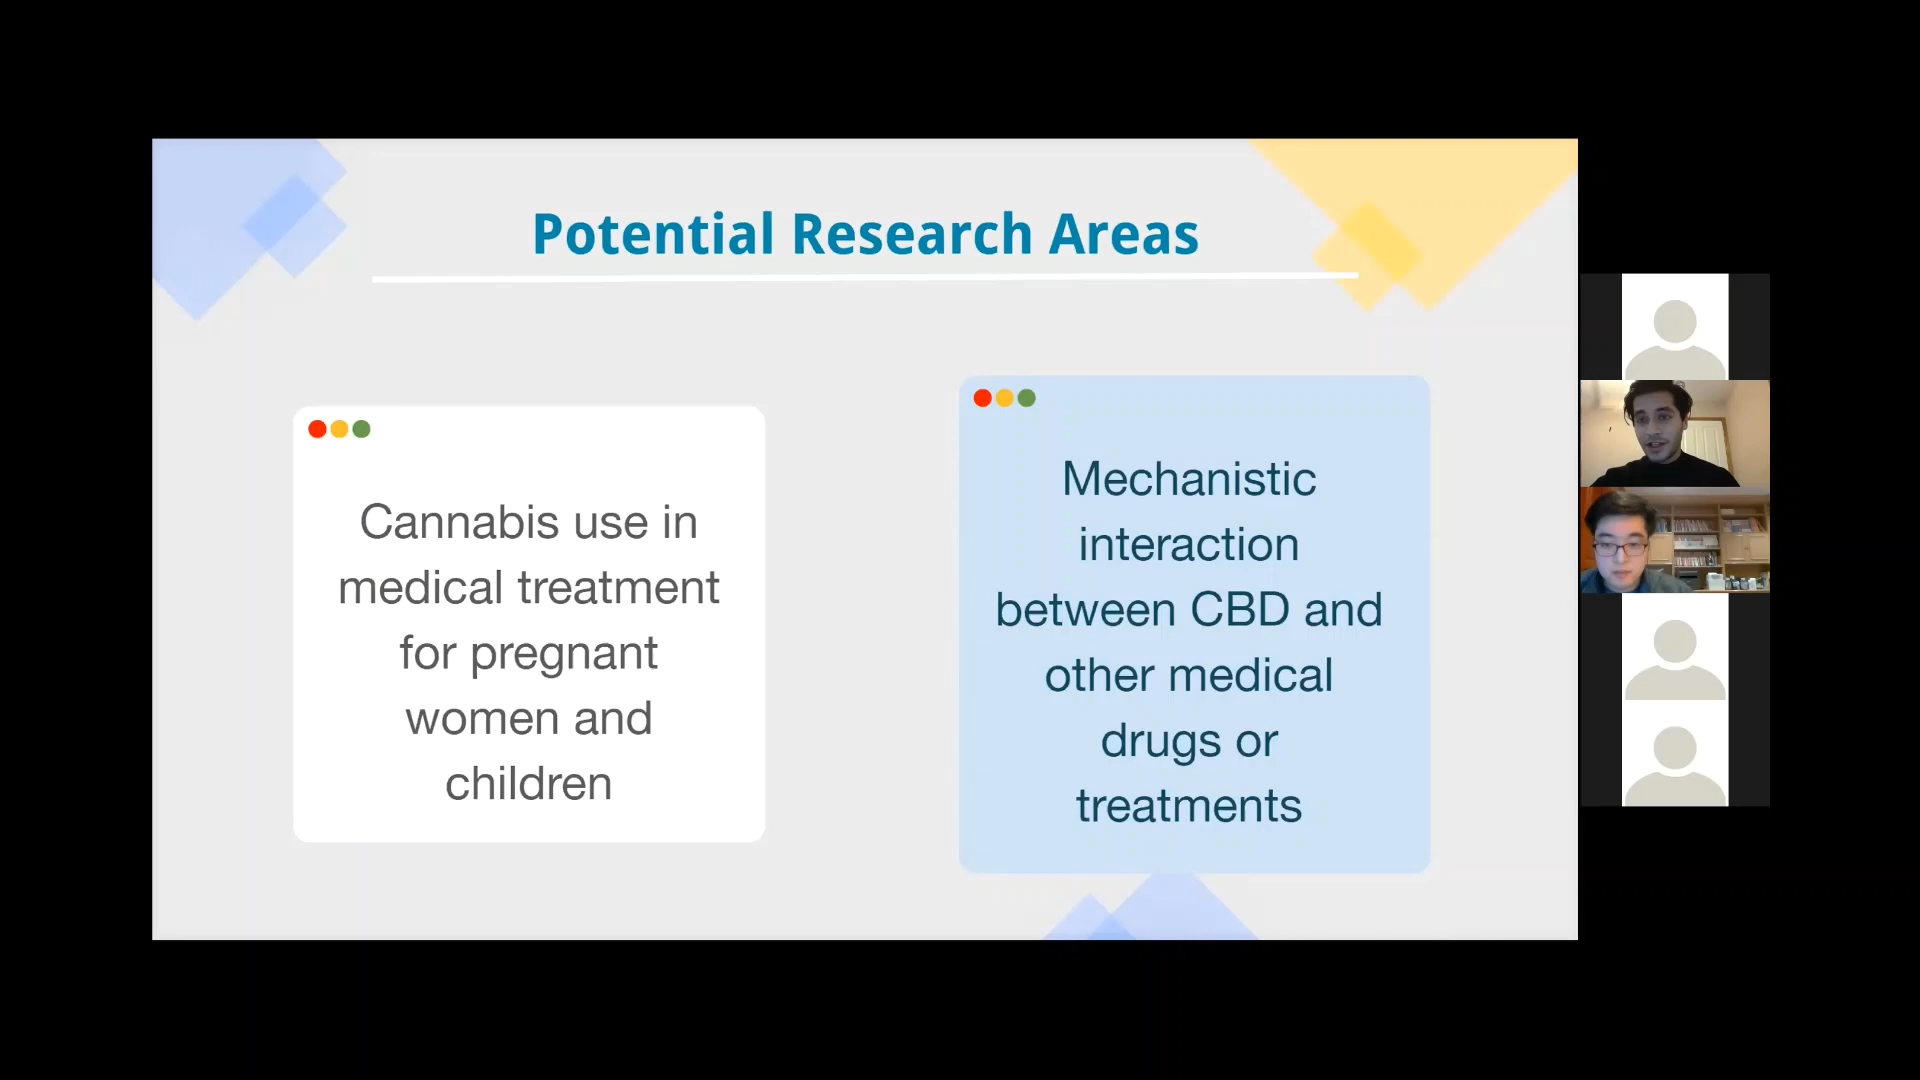 Potential Research Areas
Cannabis use in
medical treatment
for pregnant
women and
children
Mechanistic
interaction
between CBD and
other medical
drugs or
treatments